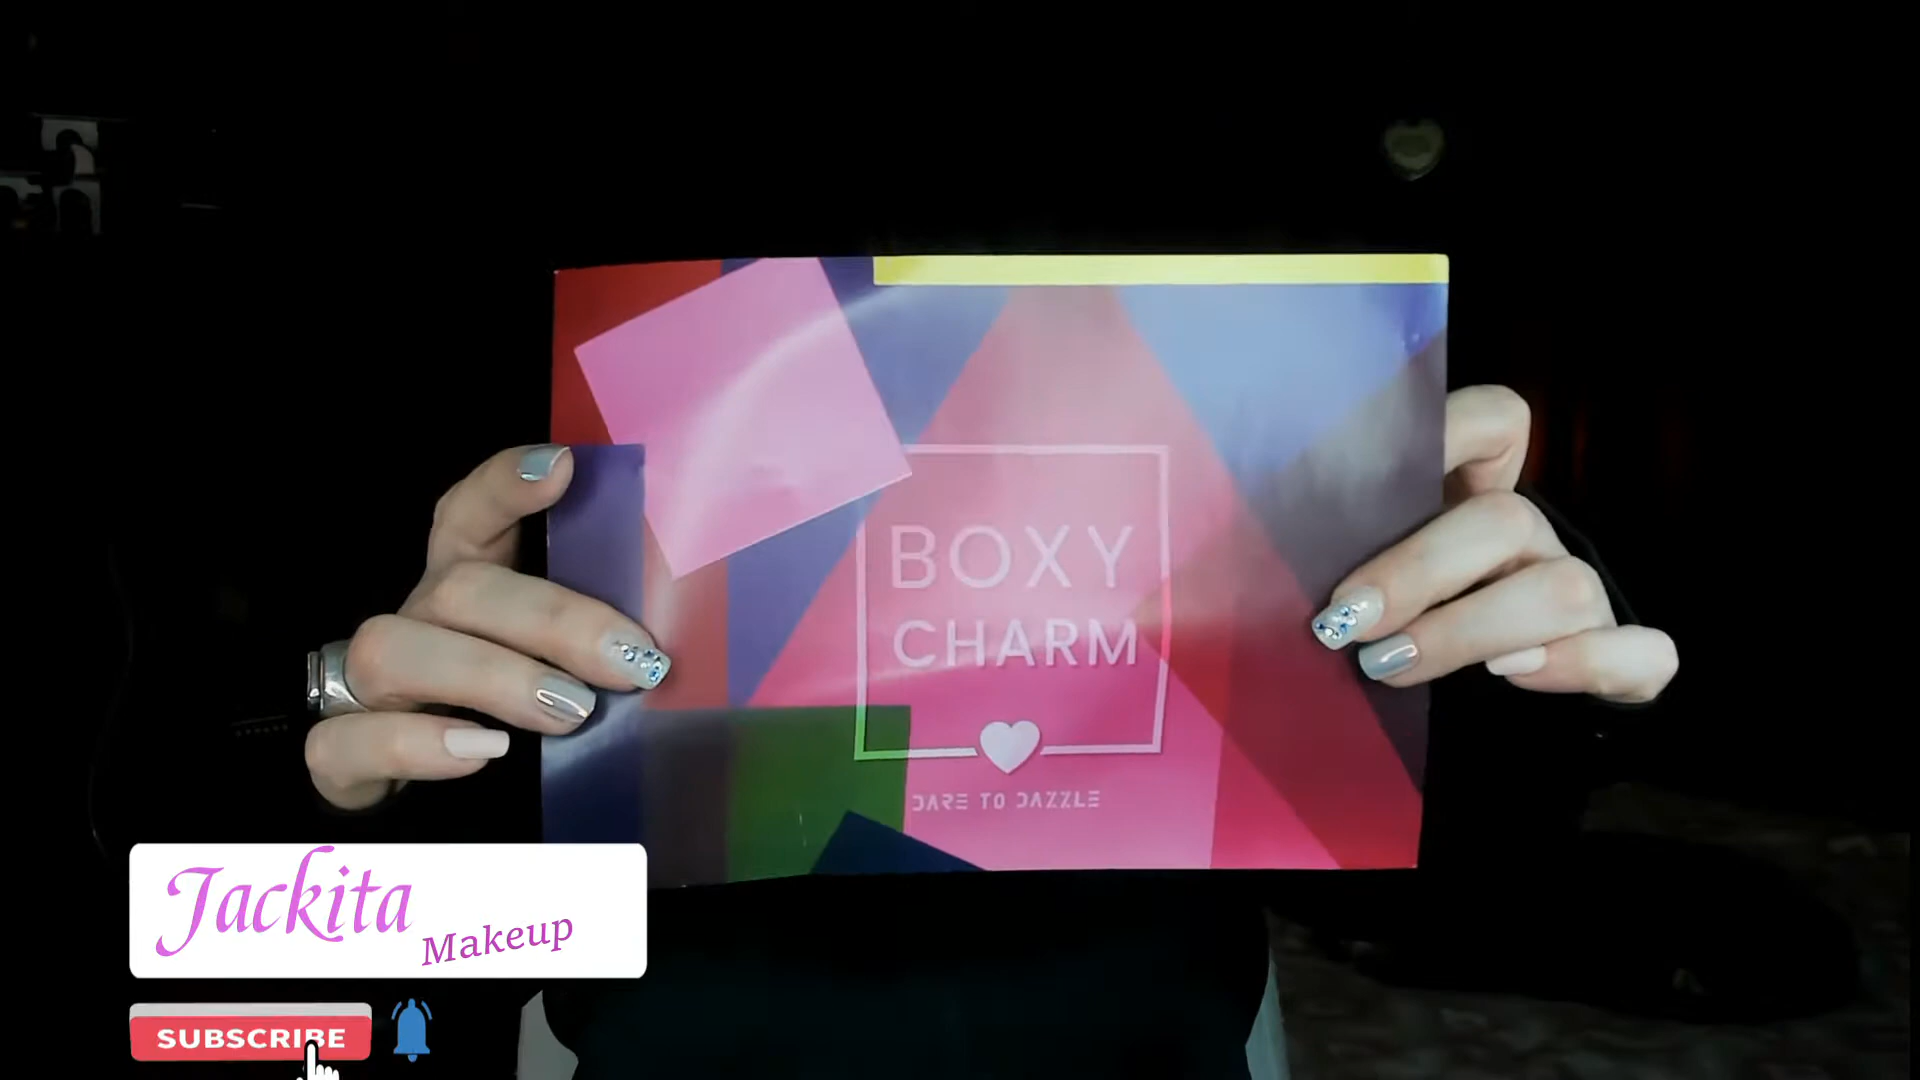 BOXY
CHARM
DARE TO DAZZLE
Jackita
Makeup
SUBSCRIBE